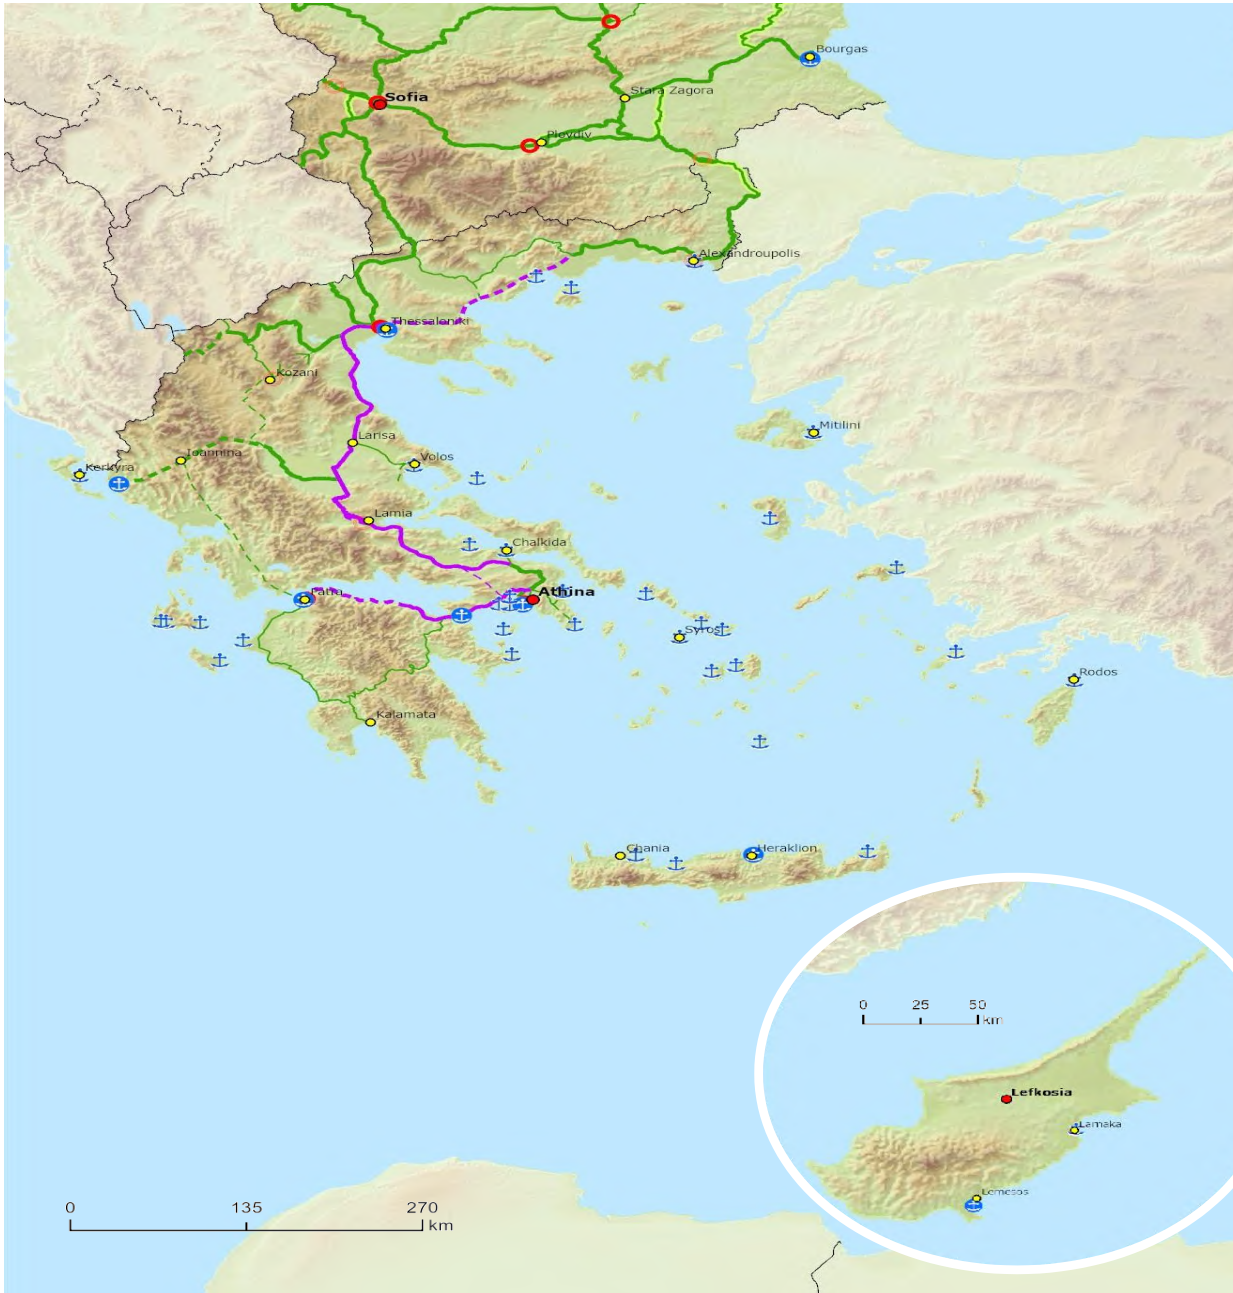 Bourgas
Stara Zagora
Sofia
Plovdiv
Alexandroupolis
Thessaloniki
Kozani
Mitilini
Larisa
Ioannina
Volos
Kerkyra
Lamia
Chalkida
Patra
Athina
Syros
Rodos
Kalamata
Chania
Heraklion
0 25 50
km
Lefkosia
Larnaka
Lemesos
0 135 270
km